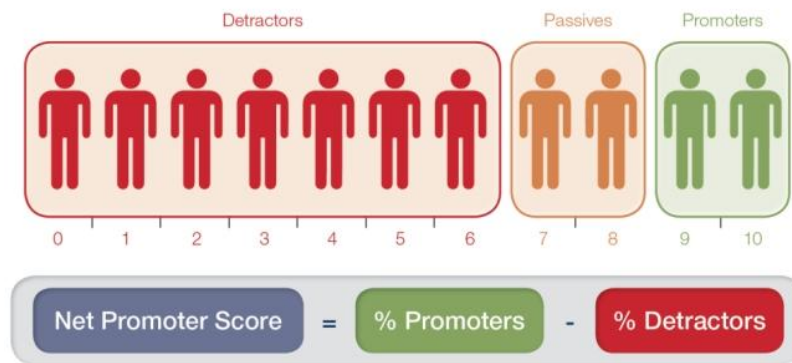 Detractors Passives Promoters
0 1 2 3 4 5 6 7 8 9 10
Net Promoter Score = % Promoters - % Detractors